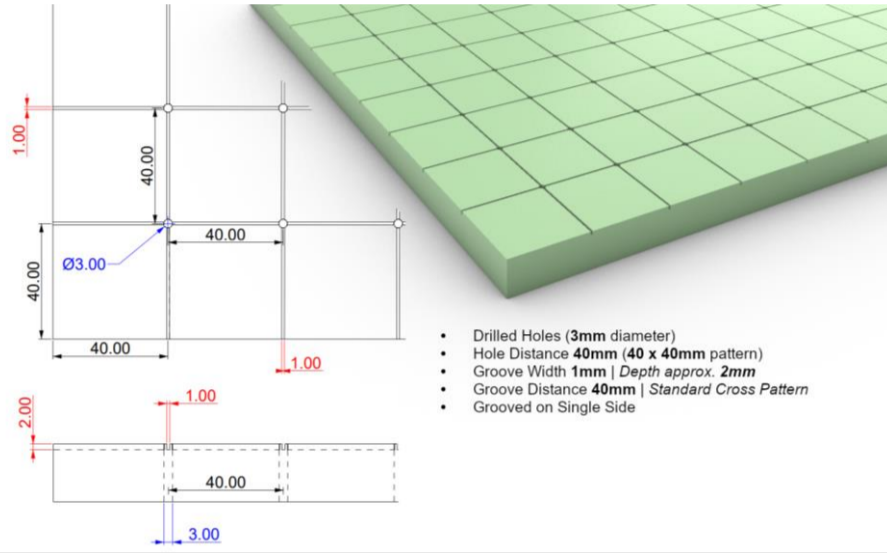 1.00
40.00
40.00
Ø3.00
40.00
40.00
1.00
1.00
2.00
40.00
3.00
• Drilled Holes (3mm diameter)
• Hole Distance 40mm (40 x 40mm pattern)
• Groove Width 1mm | Depth approx. 2mm
• Groove Distance 40mm | Standard Cross Pattern
• Grooved on Single Side